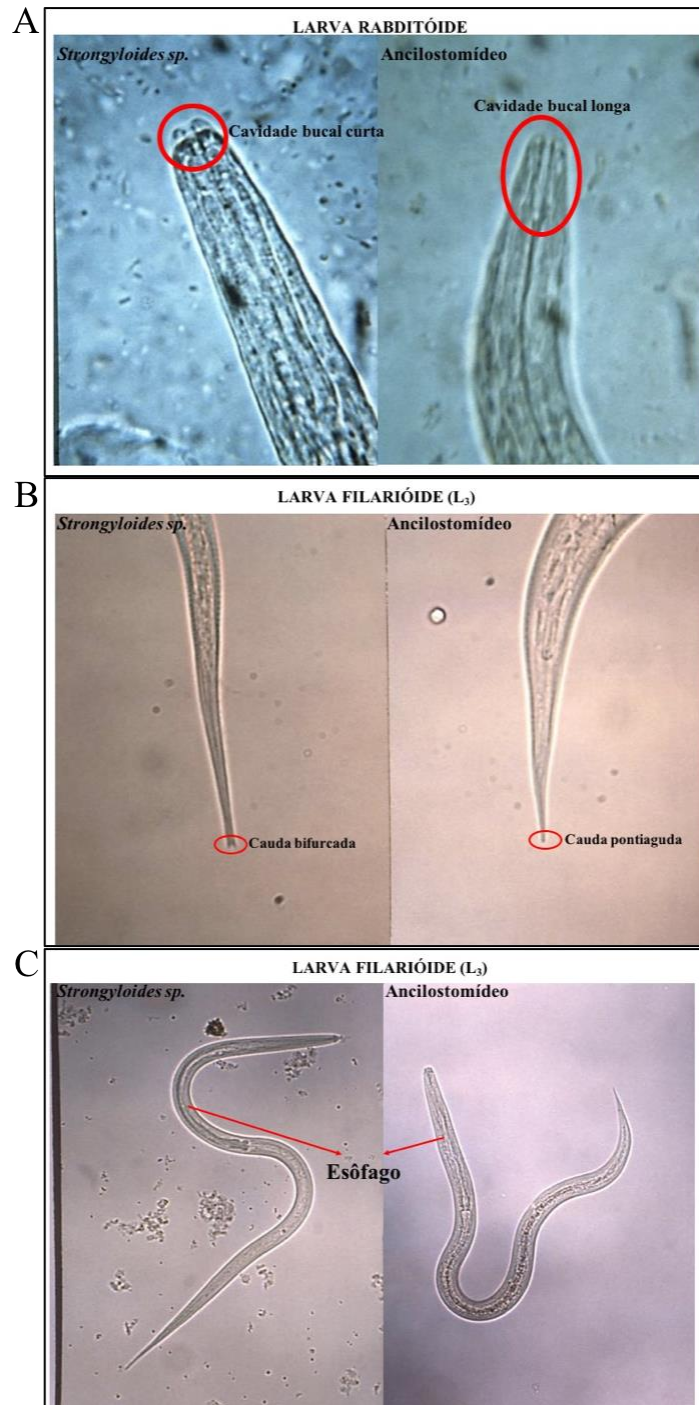 A
LARVA RABDITÓIDE
Strongyloides sp.
Ancilostomídeo
Cavidade bucal curta
Cavidade bucal longa
B
LARVA FILARIÓIDE (L₃)
Strongyloides sp.
Ancilostomídeo
Cauda bifurcada
Cauda pontiaguda
C
LARVA FILARIÓIDE (L₃)
Strongyloides sp.
Ancilostomídeo
Esôfago